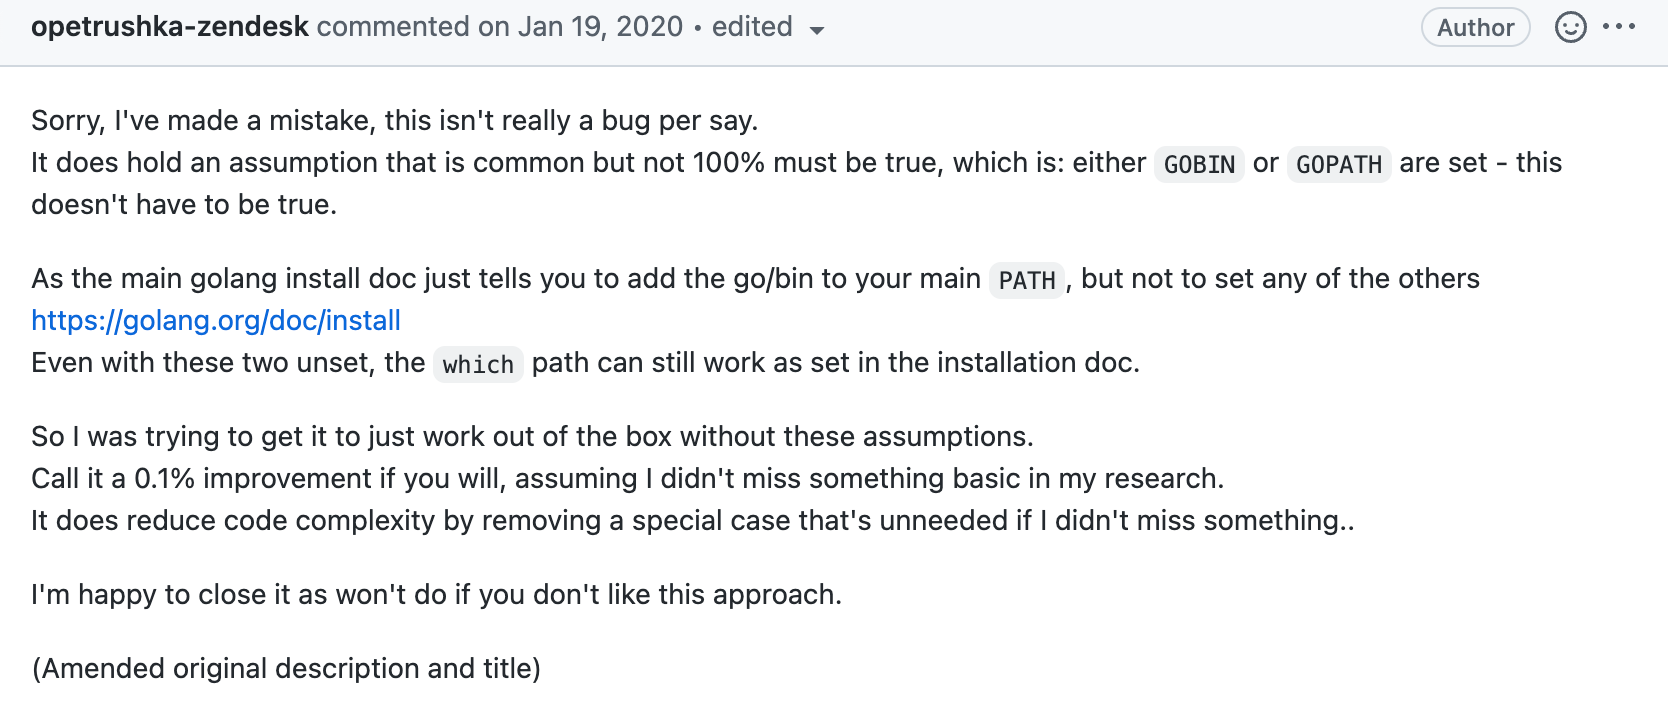 opetrushka-zendesk commented on Jan 19, 2020 • edited
Author
Sorry, I've made a mistake, this isn't really a bug per say.
It does hold an assumption that is common but not 100% must be true, which is: either GOBIN or GOPATH are set - this
doesn't have to be true.
As the main golang install doc just tells you to add the go/bin to your main PATH, but not to set any of the others
https://golang.org/doc/install
Even with these two unset, the which path can still work as set in the installation doc.
So I was trying to get it to just work out of the box without these assumptions.
Call it a 0.1% improvement if you will, assuming I didn't miss something basic in my research.
It does reduce code complexity by removing a special case that's unneeded if I didn't miss something..
I'm happy to close it as won't do if you don't like this approach.
(Amended original description and title)